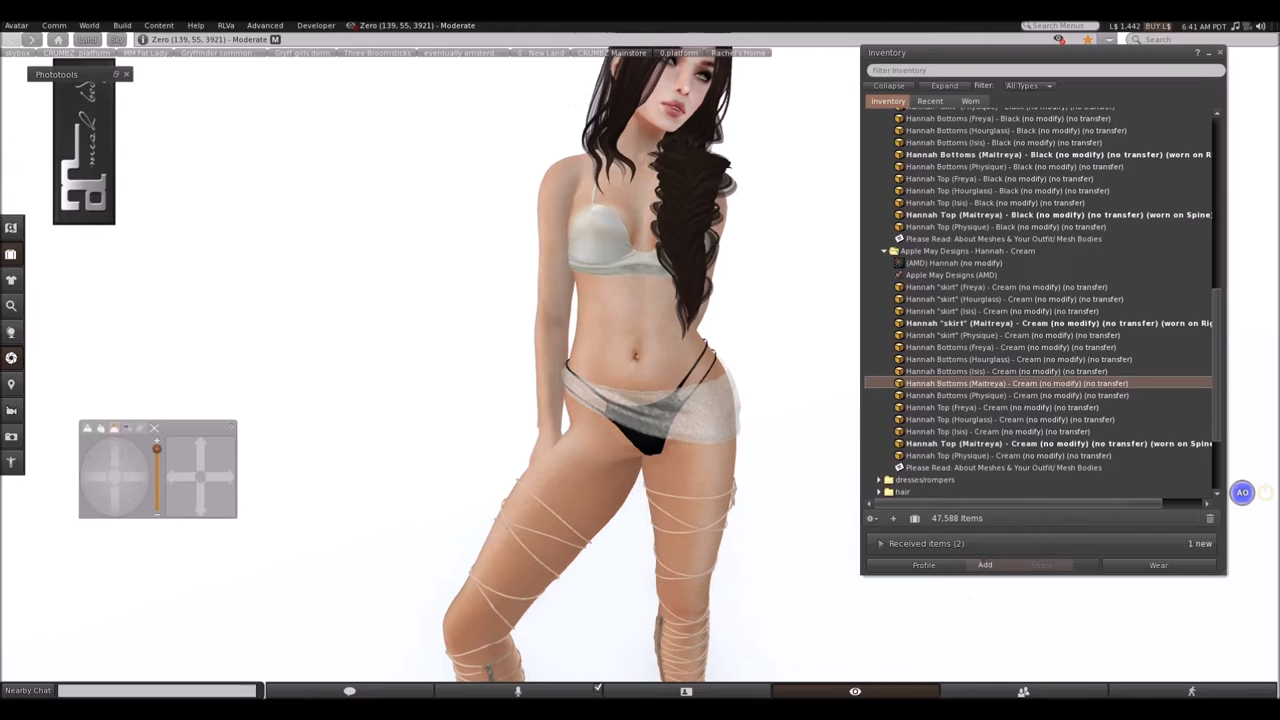 Avatar Comm World Build Content Help RLVa Advanced Developer Zero (139, 55, 3921) - Moderate Search Menus L$ 1,442 BUY L$ 6:41 AM PDT
Land Sky Zero (139, 55, 3921) - Moderate M Search
skybox CRUMBZ platform MM Fat Lady Gryffindor common Gryff girls dorm Three Broomsticks eventually amsterd 0 - New Land CRUMBZ Mainstore 0.platform Rachel's Home
Phototools
mesh bod
Inventory
Filter Inventory
Collapse Expand Filter: All Types
Inventory Recent Worn
Hannah Bottoms (Freya) - Black (no modify) (no transfer)
Hannah Bottoms (Hourglass) - Black (no modify) (no transfer)
Hannah Bottoms (Isis) - Black (no modify) (no transfer)
Hannah Bottoms (Maitreya) - Black (no modify) (no transfer) (worn on R
Hannah Bottoms (Physique) - Black (no modify) (no transfer)
Hannah Top (Freya) - Black (no modify) (no transfer)
Hannah Top (Hourglass) - Black (no modify) (no transfer)
Hannah Top (Isis) - Black (no modify) (no transfer)
Hannah Top (Maitreya) - Black (no modify) (no transfer) (worn on Spine)
Hannah Top (Physique) - Black (no modify) (no transfer)
Please Read: About Meshes & Your Outfit/ Mesh Bodies
Apple May Designs - Hannah - Cream
(AMD) Hannah (no modify)
Apple May Designs (AMD)
Hannah "skirt" (Freya) - Cream (no modify) (no transfer)
Hannah "skirt" (Hourglass) - Cream (no modify) (no transfer)
Hannah "skirt" (Isis) - Cream (no modify) (no transfer)
Hannah "skirt" (Maitreya) - Cream (no modify) (no transfer) (worn on Rig
Hannah "skirt" (Physique) - Cream (no modify) (no transfer)
Hannah Bottoms (Freya) - Cream (no modify) (no transfer)
Hannah Bottoms (Hourglass) - Cream (no modify) (no transfer)
Hannah Bottoms (Isis) - Cream (no modify) (no transfer)
Hannah Bottoms (Maitreya) - Cream (no modify) (no transfer)
Hannah Bottoms (Physique) - Cream (no modify) (no transfer)
Hannah Top (Freya) - Cream (no modify) (no transfer)
Hannah Top (Hourglass) - Cream (no modify) (no transfer)
Hannah Top (Isis) - Cream (no modify) (no transfer)
Hannah Top (Maitreya) - Cream (no modify) (no transfer) (worn on Spine
Hannah Top (Physique) - Cream (no modify) (no transfer)
Please Read: About Meshes & Your Outfit/ Mesh Bodies
dresses/rompers
hair
AO
47,588 Items
Received items (2) 1 new
Profile Add Share Wear
Nearby Chat